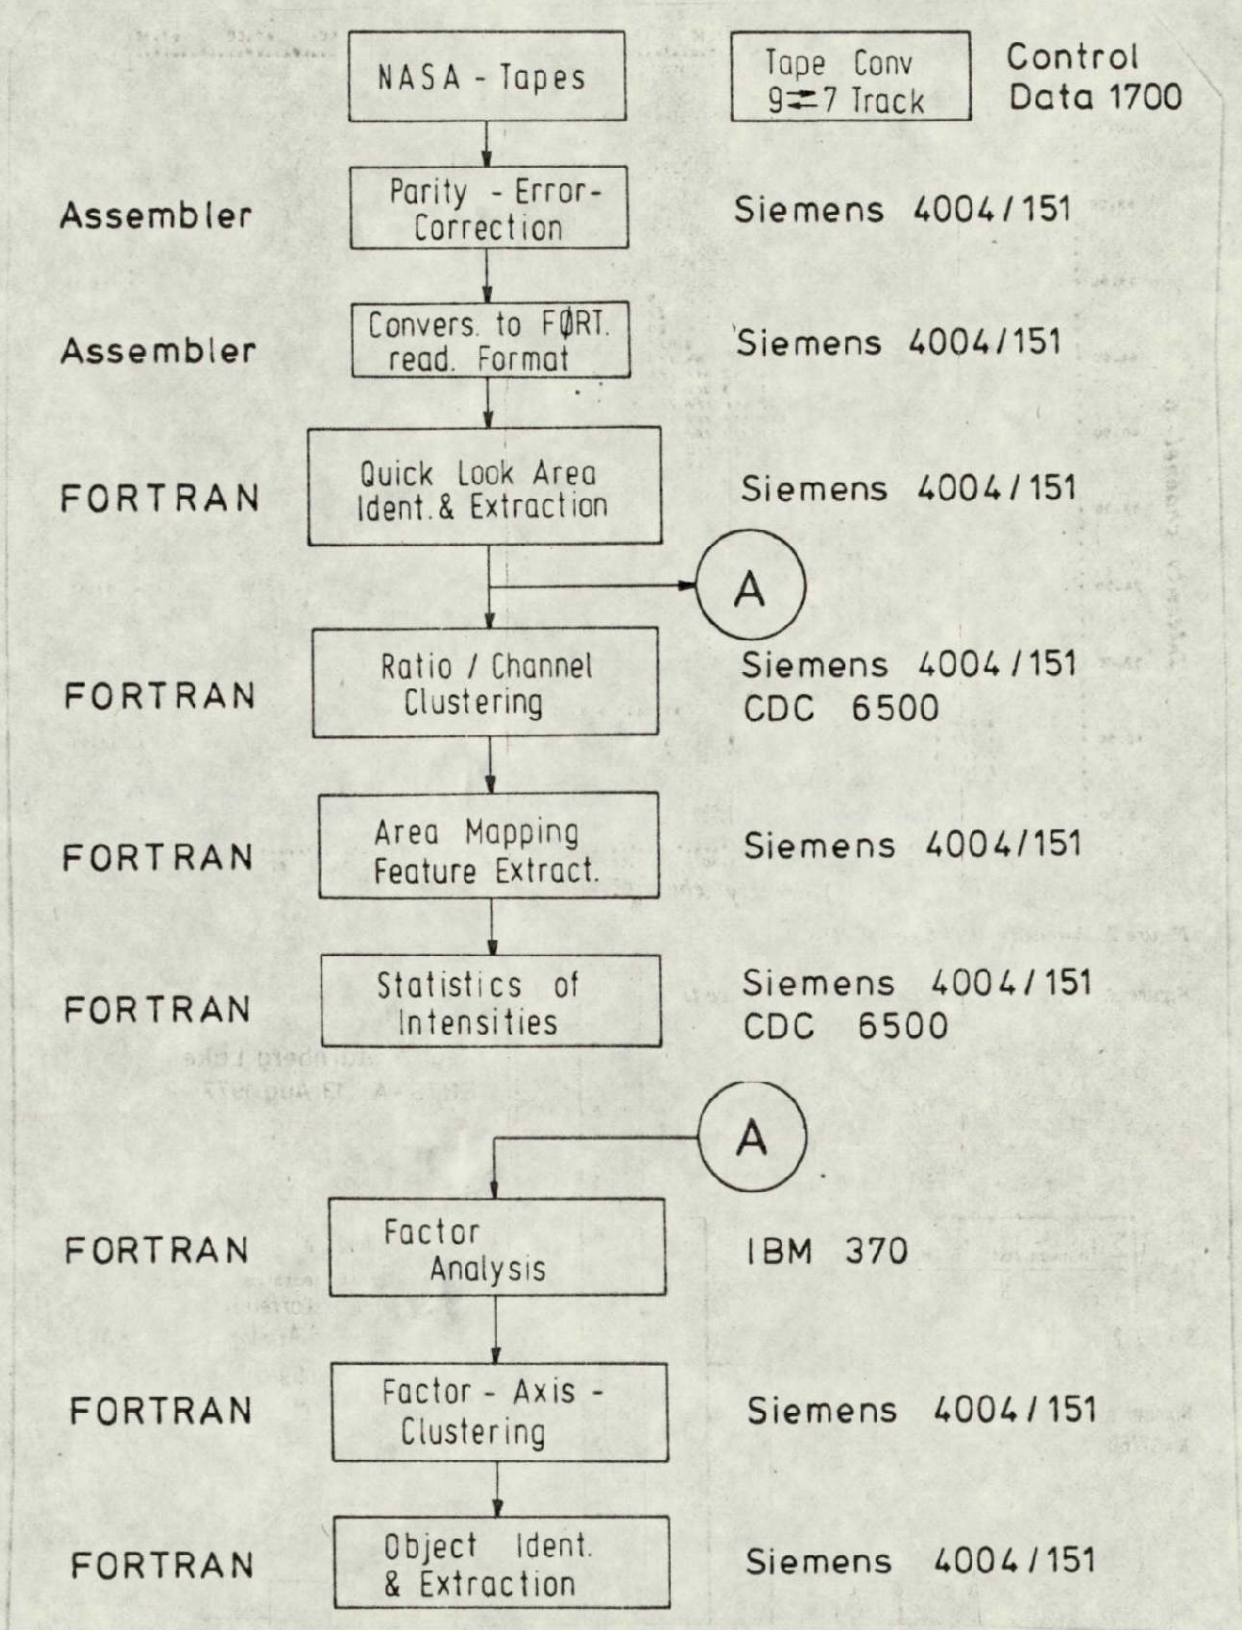 NASA - Tapes
Tape Conv
9⇄7 Track
Control
Data 1700
Assembler
Parity - Error-
Correction
Siemens 4004/151
Assembler
Convers. to FØRT.
read. Format
Siemens 4004/151
FORTRAN
Quick Look Area
Ident. & Extraction
Siemens 4004/151
A
FORTRAN
Ratio / Channel
Clustering
Siemens 4004/151
CDC 6500
FORTRAN
Area Mapping
Feature Extract.
Siemens 4004/151
FORTRAN
Statistics of
Intensities
Siemens 4004/151
CDC 6500
A
FORTRAN
Factor
Analysis
IBM 370
FORTRAN
Factor - Axis -
Clustering
Siemens 4004/151
FORTRAN
Object Ident.
& Extraction
Siemens 4004/151